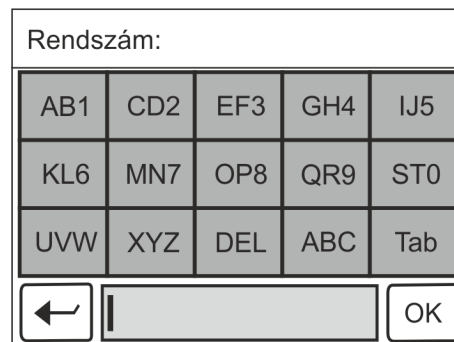 Rendszám:
AB1 CD2 EF3 GH4 IJ5
KL6 MN7 OP8 QR9 ST0
UVW XYZ DEL ABC Tab
OK